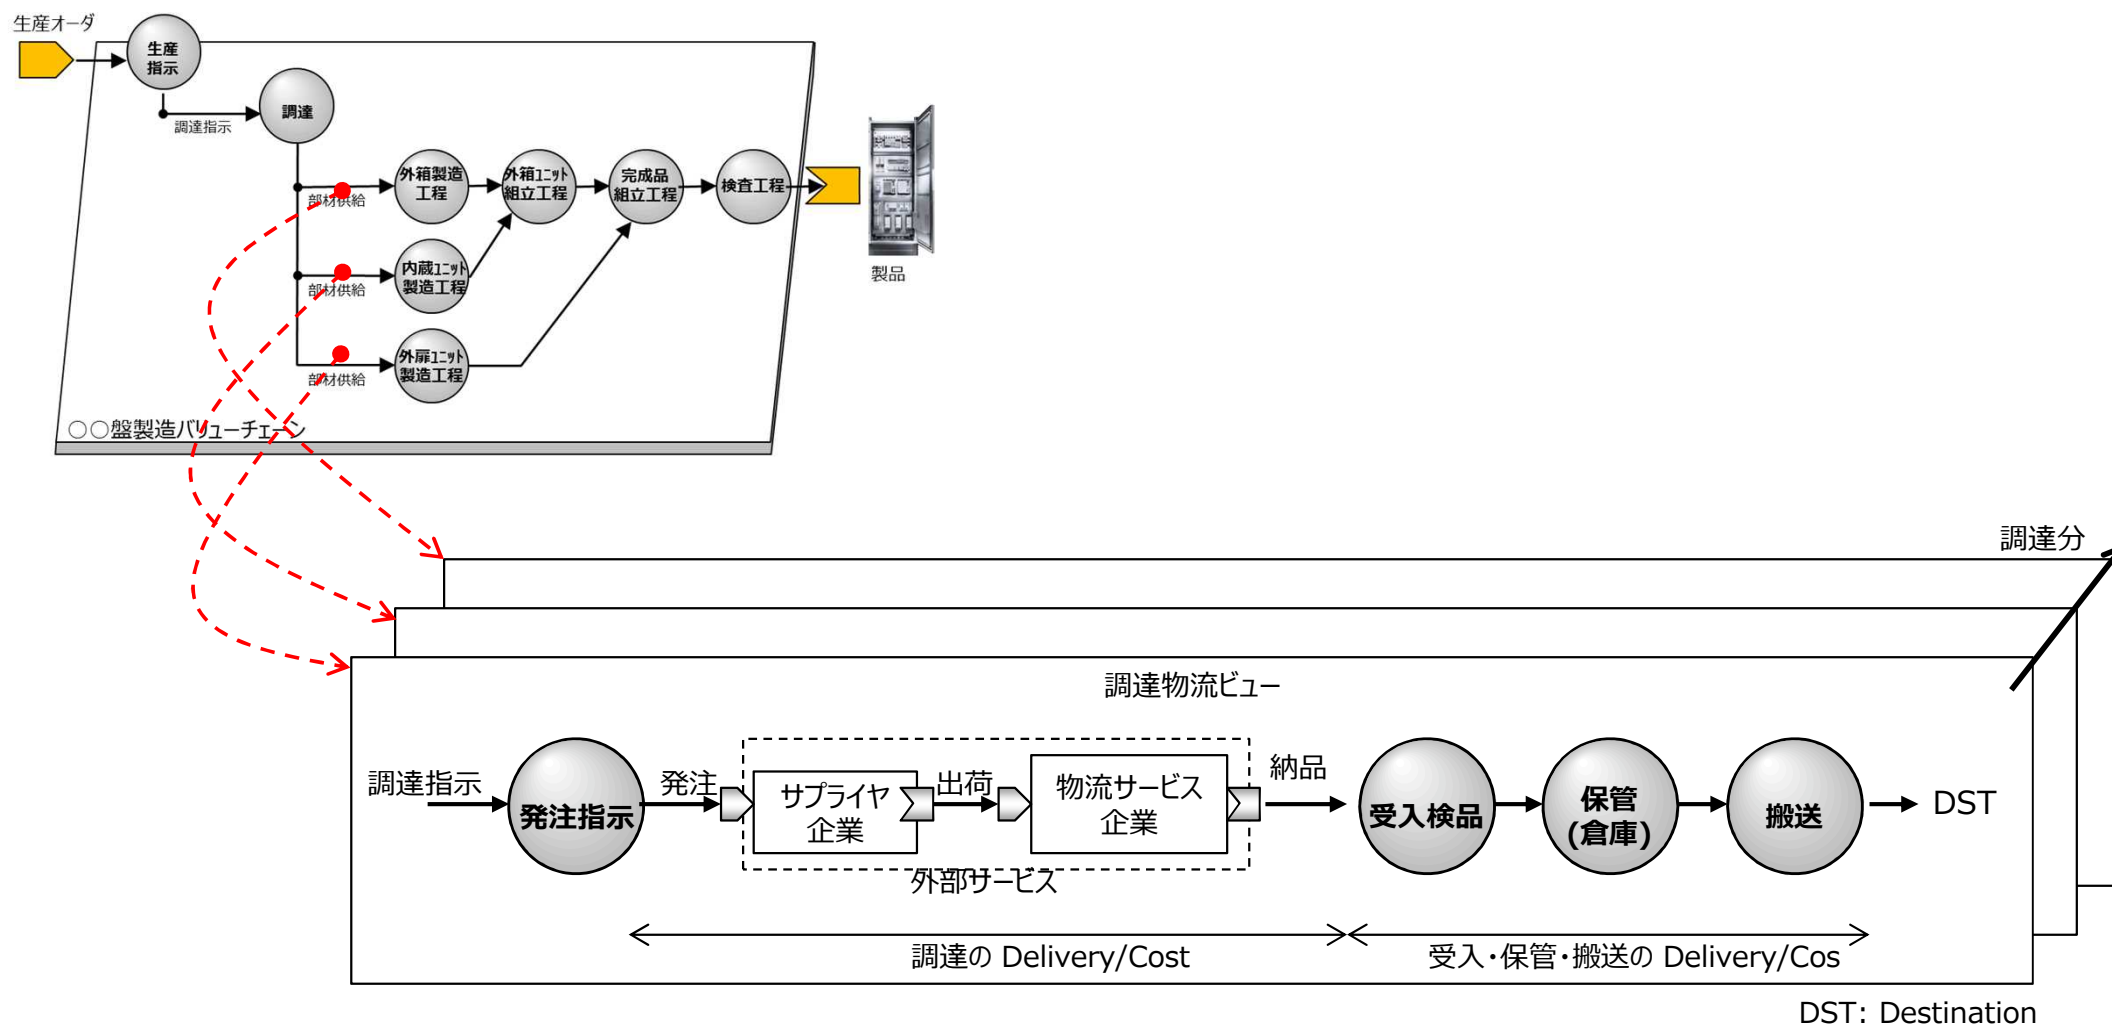 生産オーダ
生産
指示
調達指示
調達
部材供給
外箱製造
工程
外箱ﾕﾆｯﾄ
組立工程
完成品
組立工程
検査工程
製品
部材供給
内蔵ﾕﾆｯﾄ
製造工程
部材供給
外扉ﾕﾆｯﾄ
製造工程
○○盤製造バリューチェーン
調達分
調達物流ビュー
調達指示
発注指示
発注
サプライヤ
企業
出荷
物流サービス
企業
納品
受入検品
保管
(倉庫)
搬送
DST
外部サービス
調達の Delivery/Cost
受入・保管・搬送の Delivery/Cos
DST: Destination